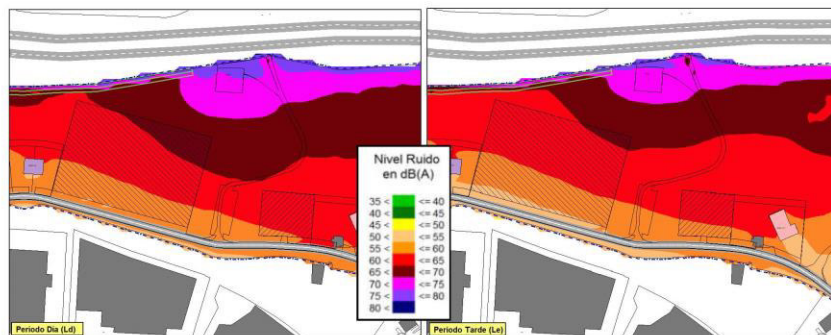 Nivel Ruido
en dB(A)
35 < <= 40
40 < <= 45
45 < <= 50
50 < <= 55
55 < <= 60
60 < <= 65
65 < <= 70
70 < <= 75
75 < <= 80
80 <
Periodo Dia (Ld)
Periodo Tarde (Le)